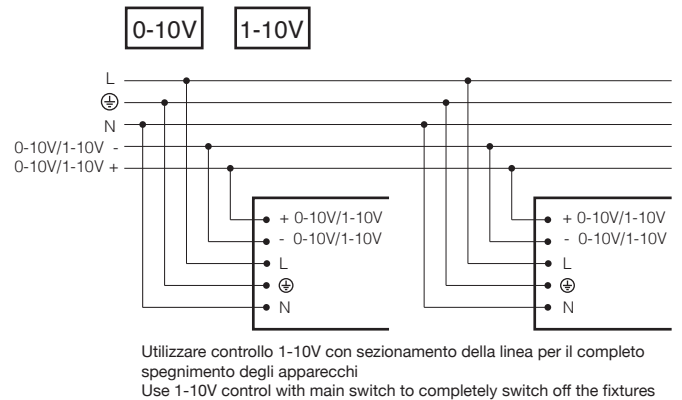 0-10V 1-10V
L
N
0-10V/1-10V -
0-10V/1-10V +
+ 0-10V/1-10V + 0-10V/1-10V
- 0-10V/1-10V - 0-10V/1-10V
L L
N N
Utilizzare controllo 1-10V con sezionamento della linea per il completo
spegnimento degli apparecchi
Use 1-10V control with main switch to completely switch off the fixtures